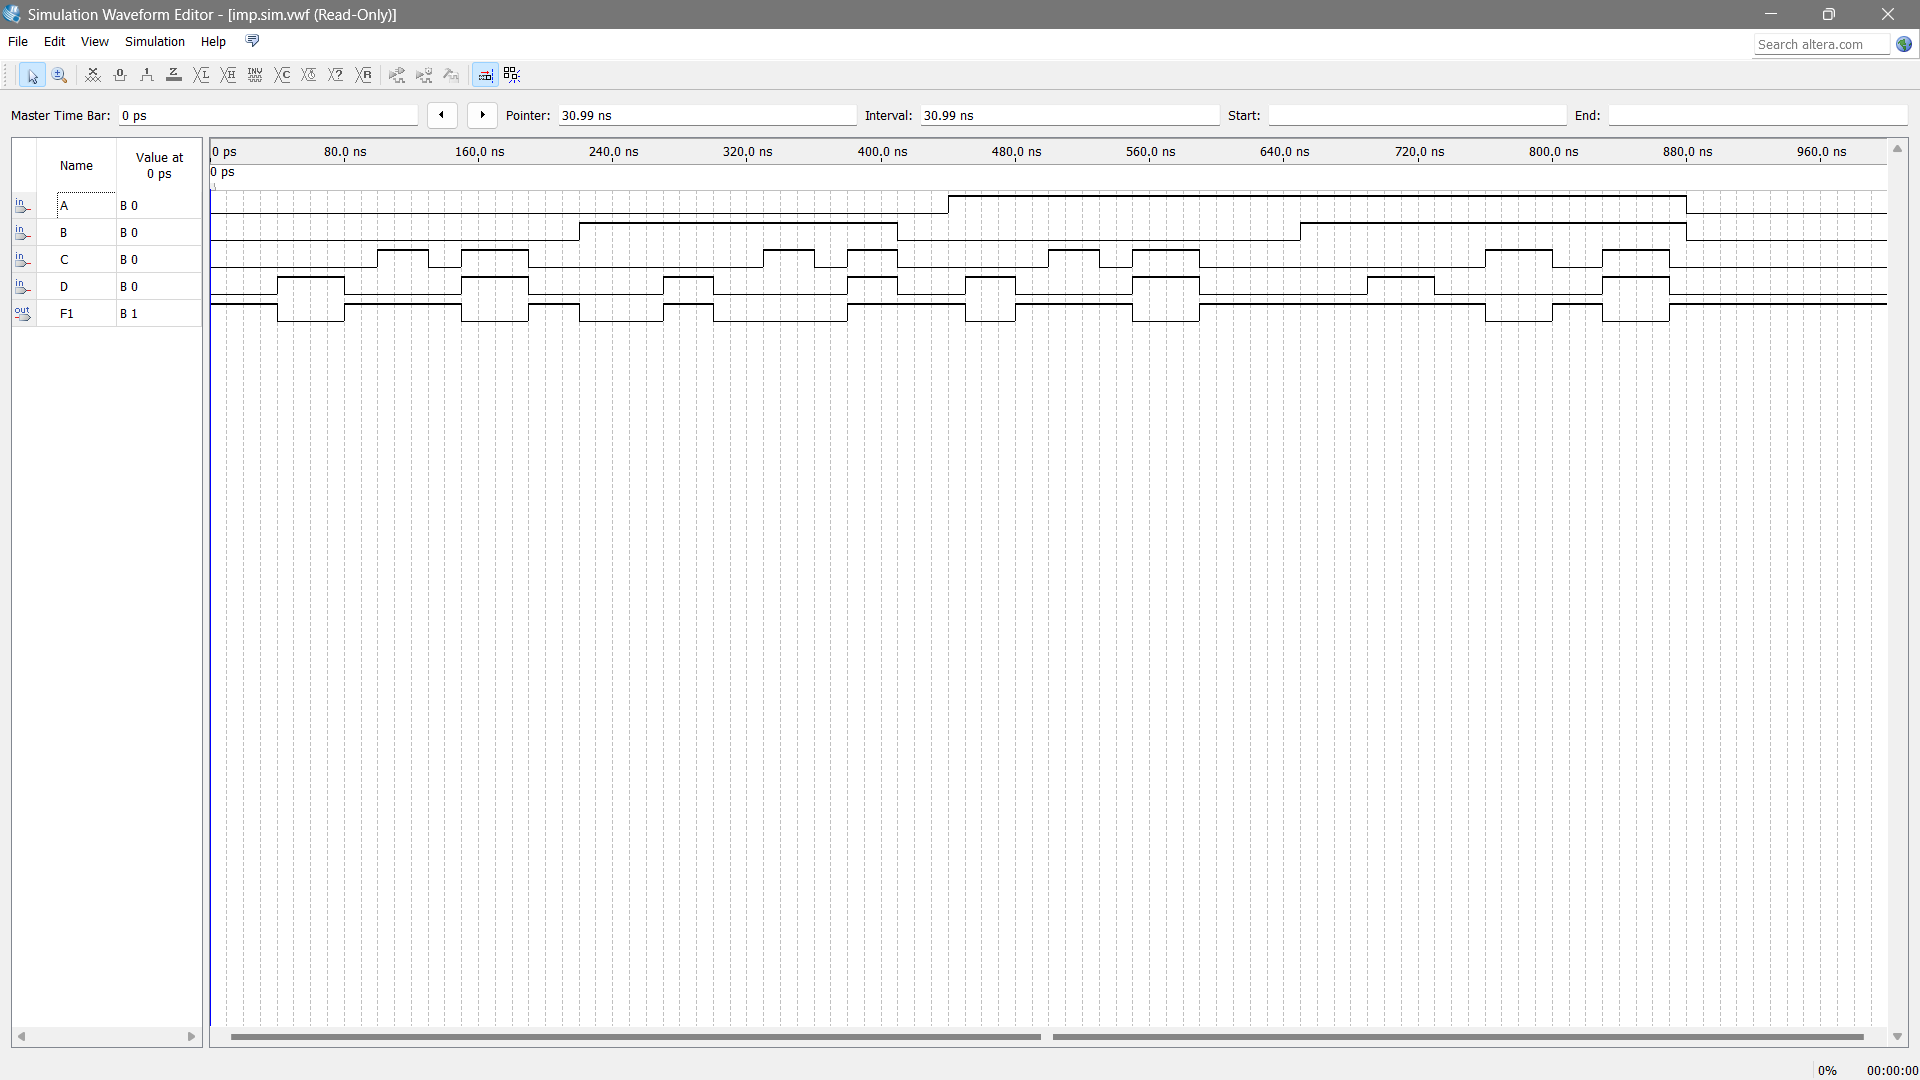 Simulation Waveform Editor - [imp.sim.vwf (Read-Only)]
File Edit View Simulation Help
Search altera.com
Master Time Bar: 0 ps Pointer: 30.99 ns Interval: 30.99 ns Start: End:
Name Value at 0 ps
0 ps 80.0 ns 160.0 ns 240.0 ns 320.0 ns 400.0 ns 480.0 ns 560.0 ns 640.0 ns 720.0 ns 800.0 ns 880.0 ns 960.0 ns
0 ps
in A B 0
in B B 0
in C B 0
in D B 0
out F1 B 1
0% 00:00:00